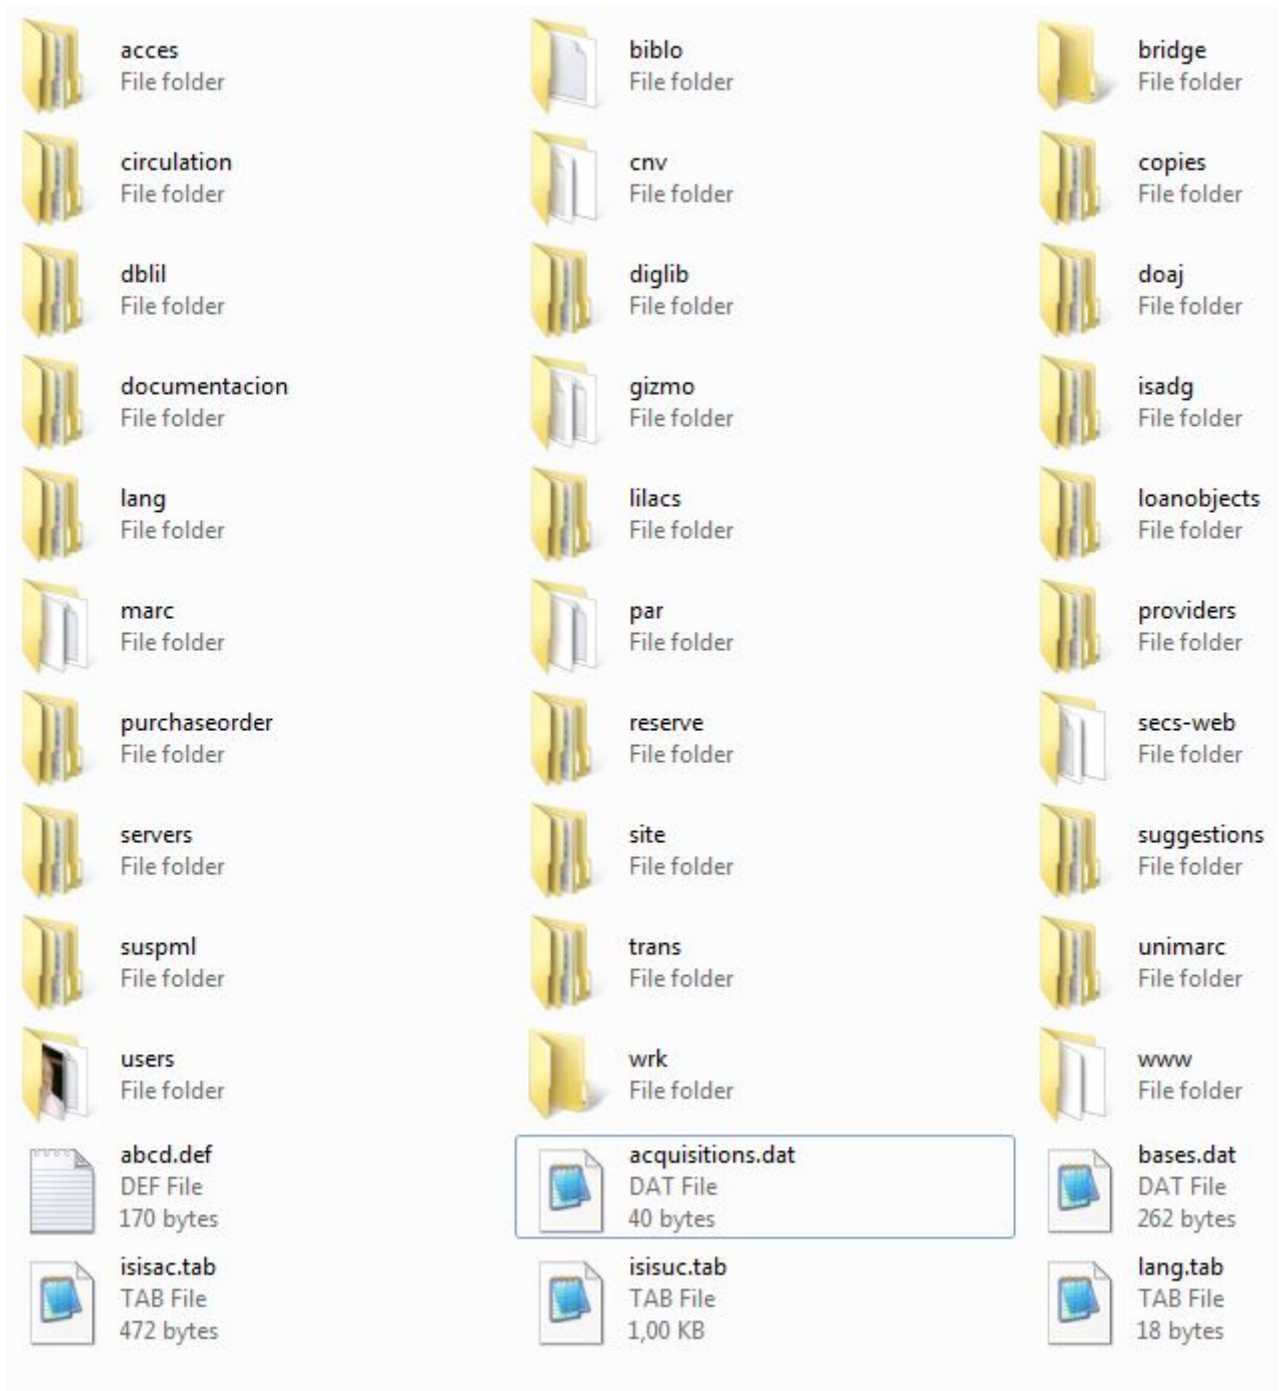 acces
File folder
biblo
File folder
bridge
File folder
circulation
File folder
cnv
File folder
copies
File folder
dblil
File folder
diglib
File folder
doaj
File folder
documentacion
File folder
gizmo
File folder
isadg
File folder
lang
File folder
lilacs
File folder
loanobjects
File folder
marc
File folder
par
File folder
providers
File folder
purchaseorder
File folder
reserve
File folder
secs-web
File folder
servers
File folder
site
File folder
suggestions
File folder
suspml
File folder
trans
File folder
unimarc
File folder
users
File folder
wrk
File folder
www
File folder
abcd.def
DEF File
170 bytes
acquisitions.dat
DAT File
40 bytes
bases.dat
DAT File
262 bytes
isisac.tab
TAB File
472 bytes
isisuc.tab
TAB File
1,00 KB
lang.tab
TAB File
18 bytes